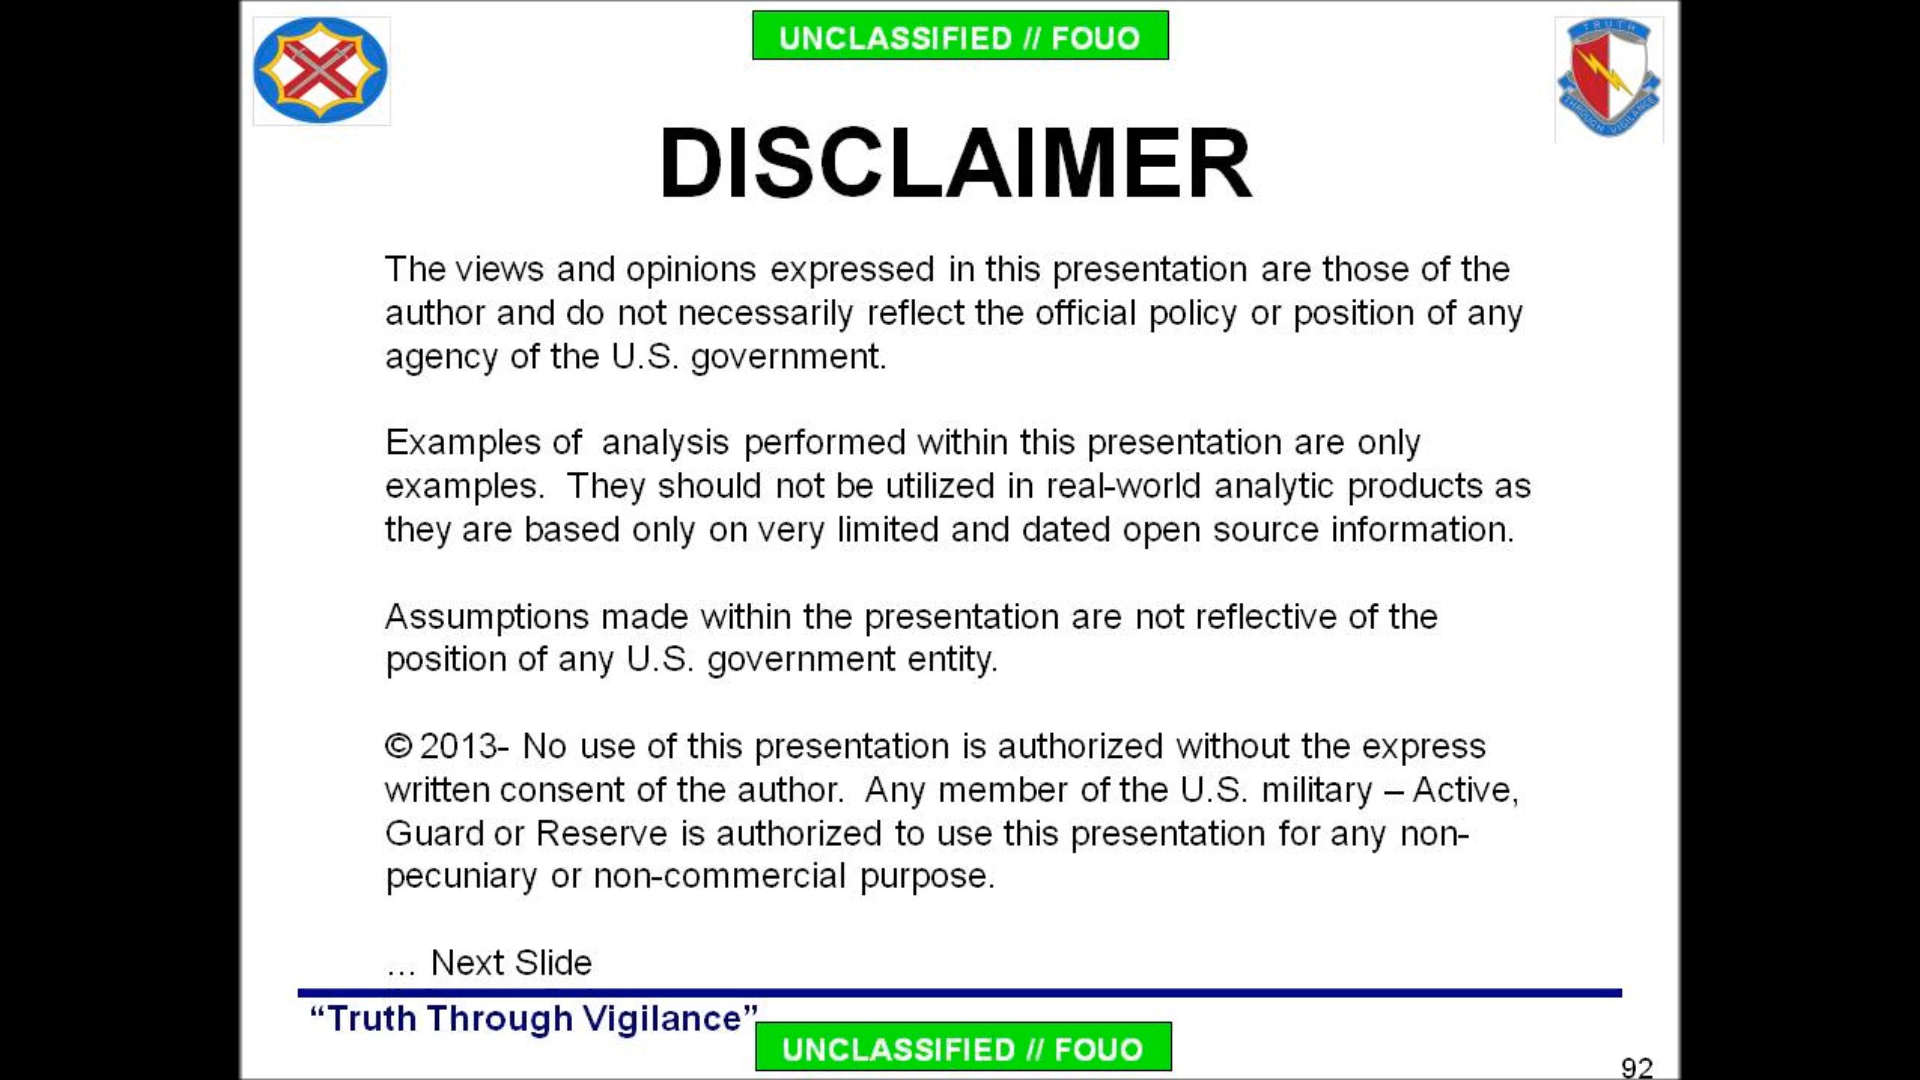 UNCLASSIFIED // FOUO
TRUTH
THROUGH VIGILANCE
DISCLAIMER
The views and opinions expressed in this presentation are those of the
author and do not necessarily reflect the official policy or position of any
agency of the U.S. government.
Examples of analysis performed within this presentation are only
examples. They should not be utilized in real-world analytic products as
they are based only on very limited and dated open source information.
Assumptions made within the presentation are not reflective of the
position of any U.S. government entity.
© 2013- No use of this presentation is authorized without the express
written consent of the author. Any member of the U.S. military – Active,
Guard or Reserve is authorized to use this presentation for any non-
pecuniary or non-commercial purpose.
... Next Slide
“Truth Through Vigilance”
UNCLASSIFIED // FOUO
92